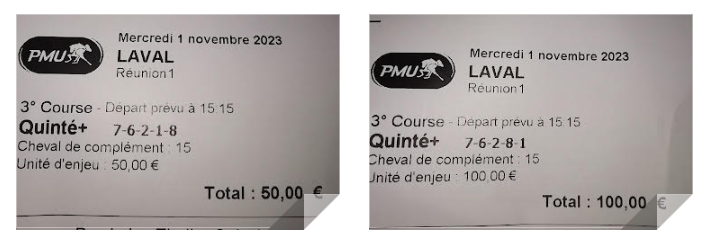 Mercredi 1 novembre 2023
PMU
LAVAL
Réunion1
3° Course - Départ prévu à 15:15
Quinté+ 7-6-2-1-8
Cheval de complément : 15
Unité d'enjeu : 50,00 €
Total : 50,00 €
Mercredi 1 novembre 2023
PMU
LAVAL
Réunion1
3° Course - Départ prévu à 15:15
Quinté+ 7-6-2-8-1
Cheval de complément : 15
Unité d'enjeu : 100,00 €
Total : 100,00 €